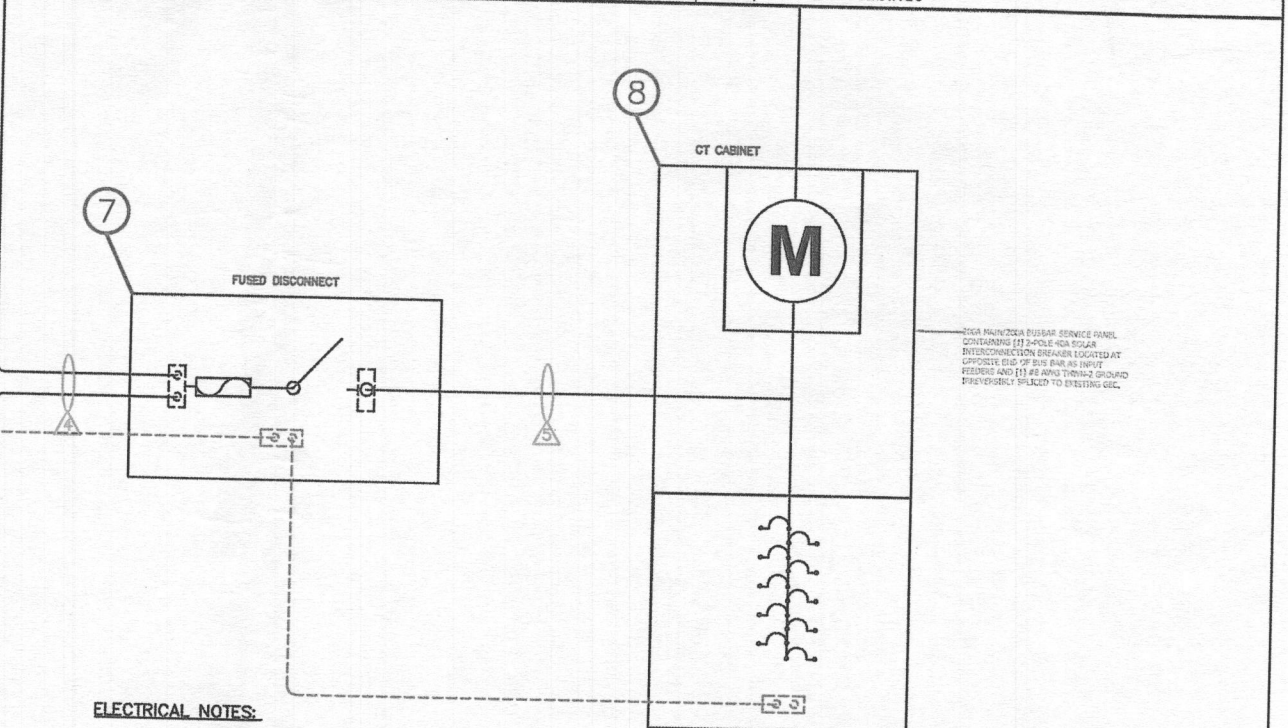 8
CT CABINET
M
7
FUSED DISCONNECT
200A MAIN/200A BUSBAR SERVICE PANEL
CONTAINING [1] 2-POLE 40A SOLAR
INTERCONNECTION BREAKER LOCATED AT
OPPOSITE END OF BUS BAR AS INPUT
FEEDERS AND [1] #8 AWG THWN-2 GROUND
IRREVERSIBLY SPLICED TO EXISTING GEC.
4
5
ELECTRICAL NOTES: